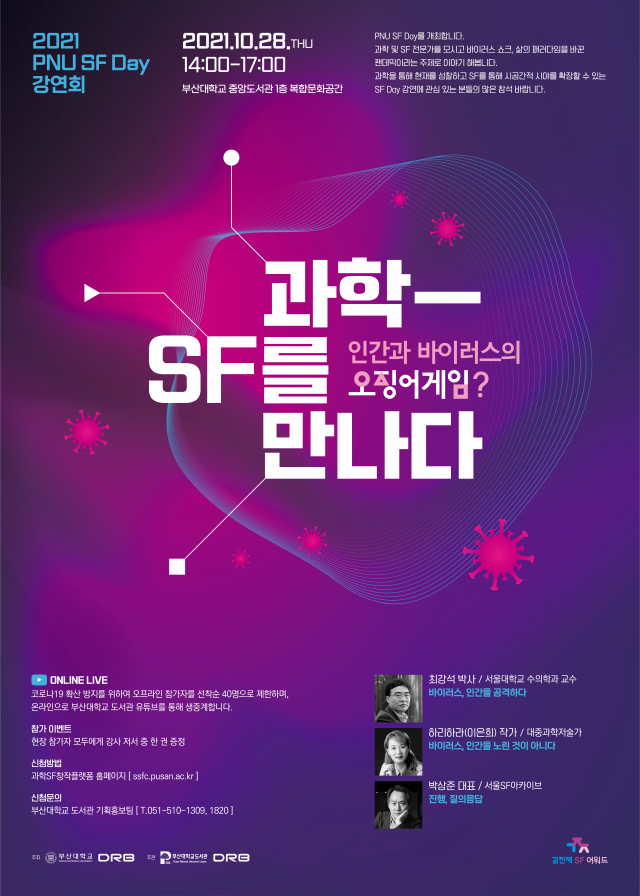 2021
PNU SF Day
강연회
2021.10.28.THU
14:00-17:00
부산대학교 중앙도서관 1층 복합문화공간
PNU SF Day를 개최합니다.
과학 및 SF 전문가를 모시고 바이러스 쇼크, 삶의 패러다임을 바꾼
팬데믹이라는 주제로 이야기 해봅니다.
과학을 통해 현재를 성찰하고 SF를 통해 시공간적 시야를 확장할 수 있는
SF Day 강연에 관심 있는 분들의 많은 참석 바랍니다.
과학—
SF를
만나다
인간과 바이러스의
오징어게임?
ONLINE LIVE
코로나19 확산 방지를 위하여 오프라인 참가자를 선착순 40명으로 제한하며,
온라인으로 부산대학교 도서관 유튜브를 통해 생중계합니다.
참가 이벤트
현장 참가자 모두에게 강사 저서 중 한 권 증정
신청방법
과학SF창작플랫폼 홈페이지 [ ssfc.pusan.ac.kr ]
신청문의
부산대학교 도서관 기획홍보팀 [ T.051-510-1309, 1820 ]
최강석 박사 / 서울대학교 수의학과 교수
바이러스, 인간을 공격하다
하리하라(이은희) 작가 / 대중과학저술가
바이러스, 인간을 노린 것이 아니다
박상준 대표 / 서울SF아카이브
진행, 질의응답
주최 부산대학교 DRB 주관 부산대학교도서관 DRB
김진재 SF 어워드